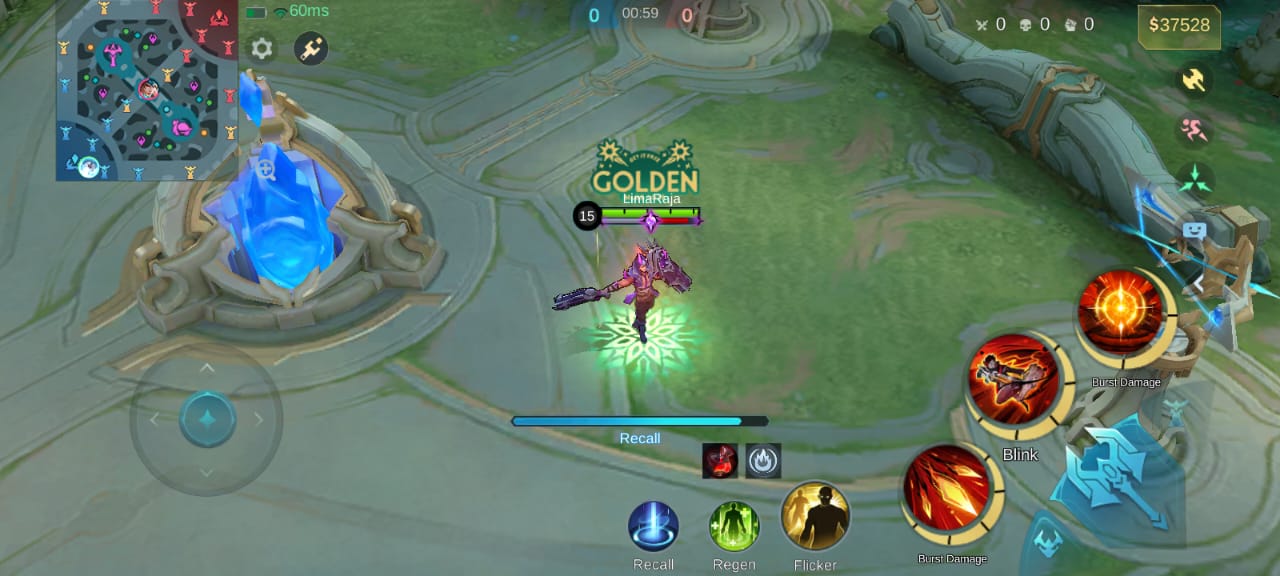 60ms
0 00:59 0
0 0 0
$37528
GOLDEN
LimaRaja
15
Recall
Burst Damage
Blink
Burst Damage
Recall
Regen
Flicker